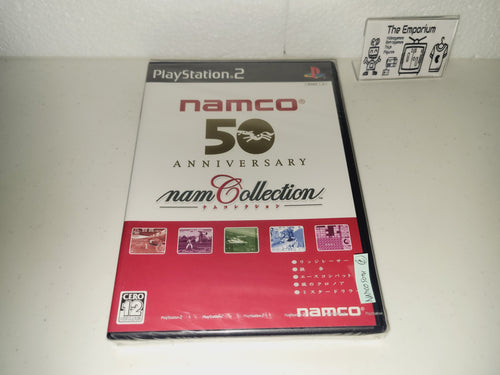 The Emporium
PlayStation®2
namco®
50
ANNIVERSARY
namCollection™
ナムコレクション
●リッジレーサー
●鉄拳
●エースコンバット
●風のクロノア
●ミスタードリラー
CERO
12
namco®